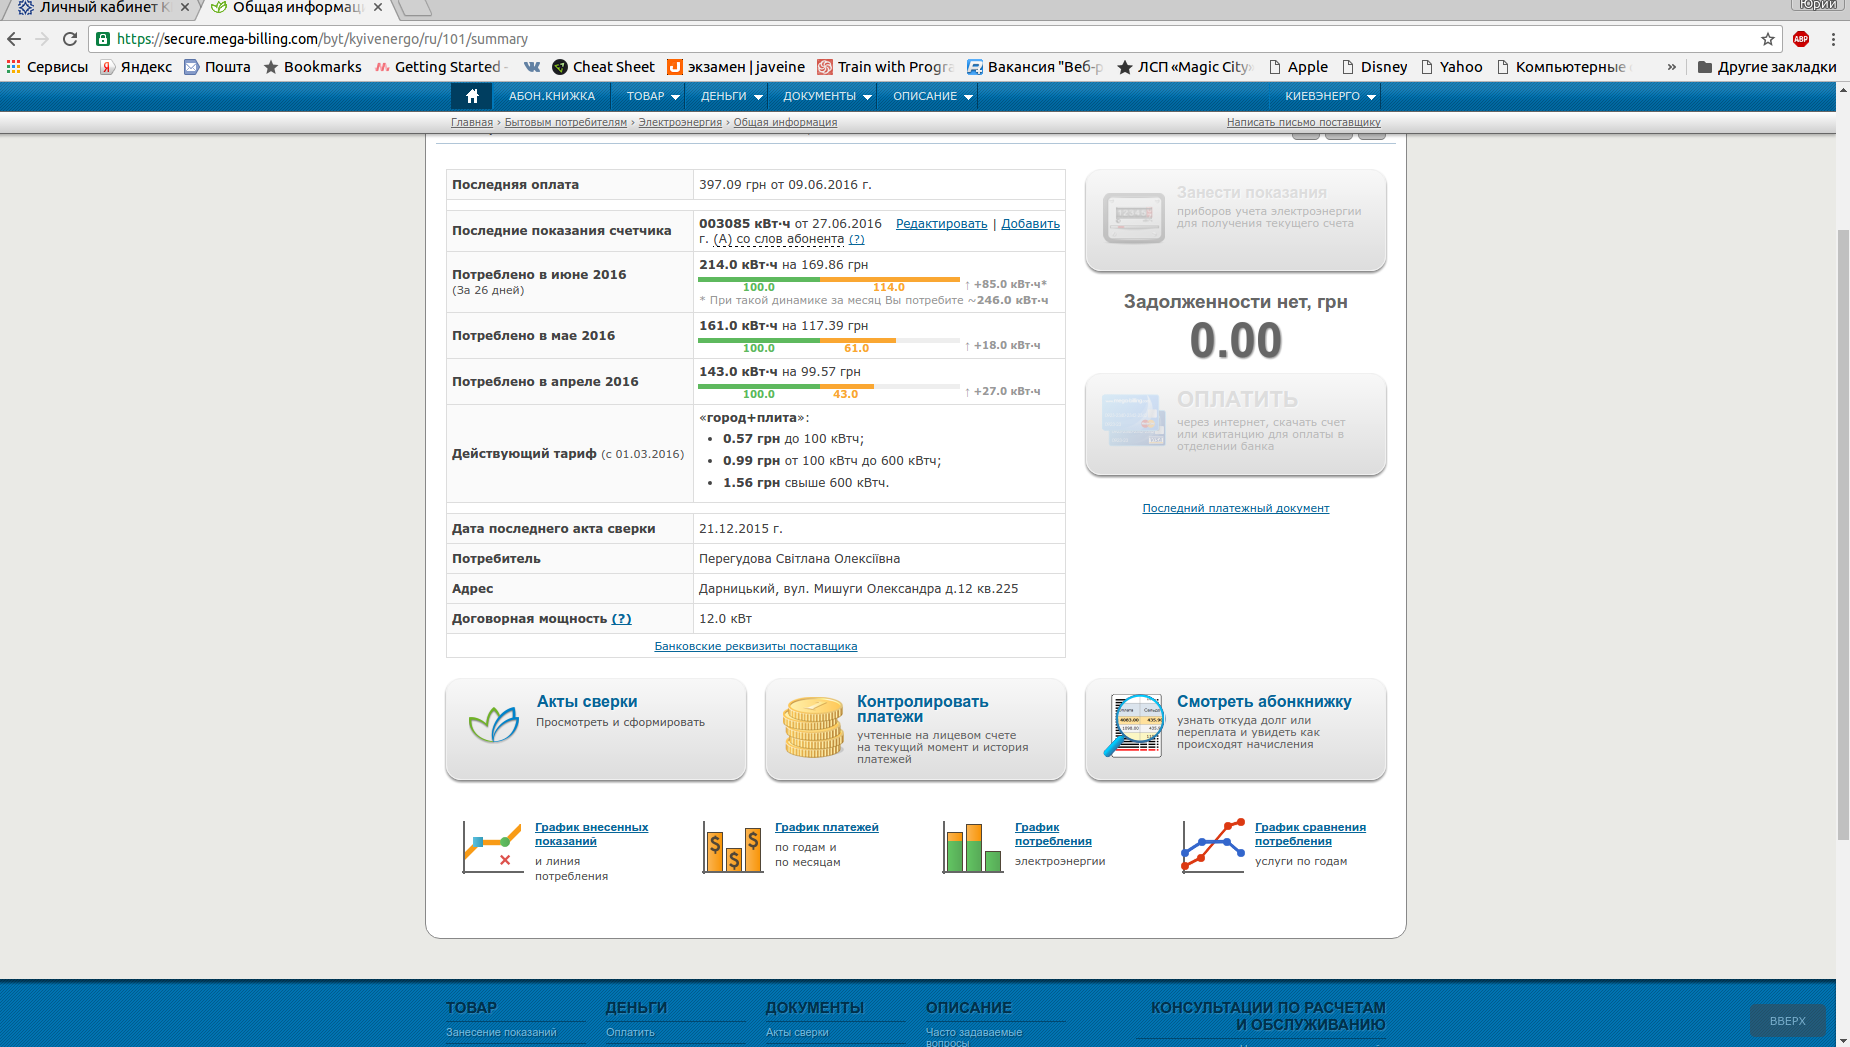 Личный кабинет К
Общая информаци
Юрий
https://secure.mega-billing.com/byt/kyivenergo/ru/101/summary
ABP
Сервисы Яндекс Пошта Bookmarks Getting Started Cheat Sheet экзамен | javeine Train with Progra Вакансия "Веб-р ЛСП «Magic City» Apple Disney Yahoo Компьютерные » Другие закладки
АБОН.КНИЖКА ТОВАР ДЕНЬГИ ДОКУМЕНТЫ ОПИСАНИЕ КИЕВЭНЕРГО
Главная › Бытовым потребителям › Электроэнергия › Общая информация Написать письмо поставщику
Последняя оплата 397.09 грн от 09.06.2016 г.
Последние показания счетчика 003085 кВт·ч от 27.06.2016 Редактировать | Добавить
г. (А) со слов абонента (?)
Потреблено в июне 2016
(За 26 дней)
214.0 кВт·ч на 169.86 грн
100.0 114.0 ↑ +85.0 кВт·ч*
* При такой динамике за месяц Вы потребите ~246.0 кВт·ч
Потреблено в мае 2016
161.0 кВт·ч на 117.39 грн
100.0 61.0 ↑ +18.0 кВт·ч
Потреблено в апреле 2016
143.0 кВт·ч на 99.57 грн
100.0 43.0 ↑ +27.0 кВт·ч
Действующий тариф (с 01.03.2016)
«город+плита»:
• 0.57 грн до 100 кВтч;
• 0.99 грн от 100 кВтч до 600 кВтч;
• 1.56 грн свыше 600 кВтч.
Дата последнего акта сверки 21.12.2015 г.
Потребитель Перегудова Світлана Олексіївна
Адрес Дарницький, вул. Мишуги Олександра д.12 кв.225
Договорная мощность (?) 12.0 кВт
Банковские реквизиты поставщика
Занести показания
приборов учета электроэнергии
для получения текущего счета
Задолженности нет, грн
0.00
ОПЛАТИТЬ
через интернет, скачать счет
или квитанцию для оплаты в
отделении банка
Последний платежный документ
Акты сверки
Просмотреть и сформировать
Контролировать
платежи
учтенные на лицевом счете
на текущий момент и история
платежей
Смотреть абонкнижку
узнать откуда долг или
переплата и увидеть как
происходят начисления
График внесенных
показаний
и линия
потребления
График платежей
по годам и
по месяцам
График
потребления
электроэнергии
График сравнения
потребления
услуги по годам
ТОВАР
Занесение показаний
ДЕНЬГИ
Оплатить
ДОКУМЕНТЫ
Акты сверки
ОПИСАНИЕ
Часто задаваемые
вопросы
КОНСУЛЬТАЦИИ ПО РАСЧЕТАМ
И ОБСЛУЖИВАНИЮ
ВВЕРХ